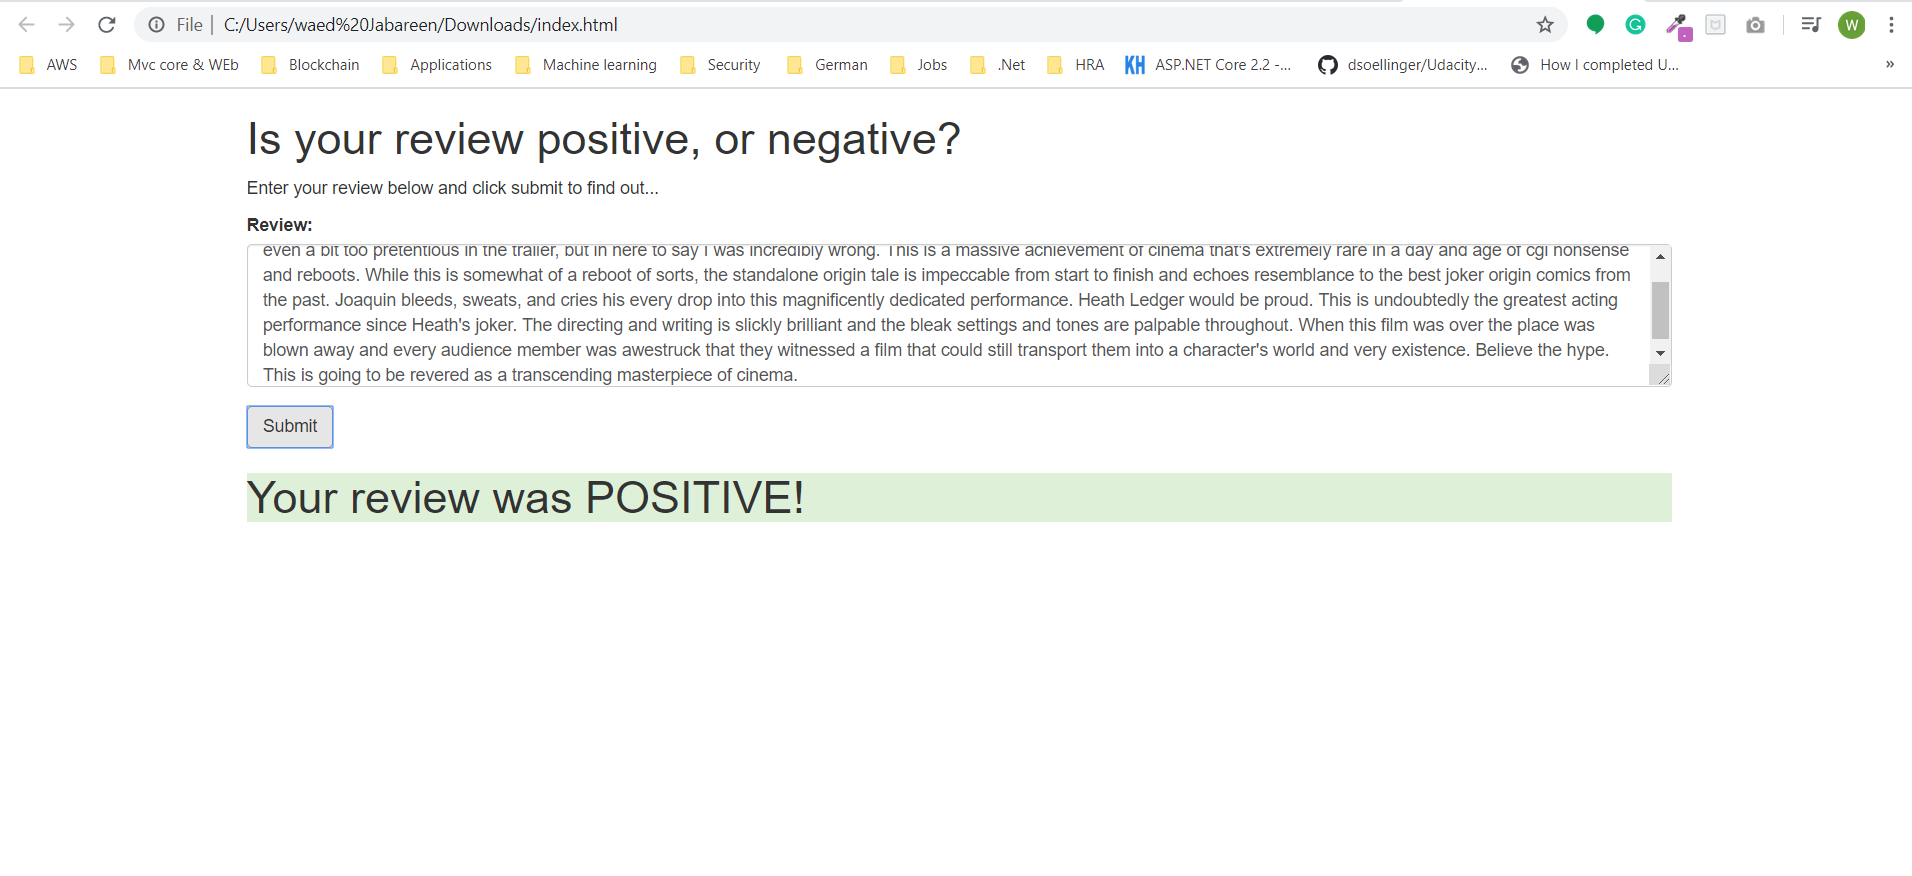 File | C:/Users/waed%20Jabareen/Downloads/index.html
W
AWS Mvc core & WEb Blockchain Applications Machine learning Security German Jobs .Net HRA KH ASP.NET Core 2.2 -... dsoellinger/Udacity... How I completed U... »
Is your review positive, or negative?
Enter your review below and click submit to find out...
Review:
even a bit too pretentious in the trailer, but in here to say I was incredibly wrong. This is a massive achievement of cinema that's extremely rare in a day and age of cgi nonsense
and reboots. While this is somewhat of a reboot of sorts, the standalone origin tale is impeccable from start to finish and echoes resemblance to the best joker origin comics from
the past. Joaquin bleeds, sweats, and cries his every drop into this magnificently dedicated performance. Heath Ledger would be proud. This is undoubtedly the greatest acting
performance since Heath's joker. The directing and writing is slickly brilliant and the bleak settings and tones are palpable throughout. When this film was over the place was
blown away and every audience member was awestruck that they witnessed a film that could still transport them into a character's world and very existence. Believe the hype.
This is going to be revered as a transcending masterpiece of cinema.
Submit
Your review was POSITIVE!